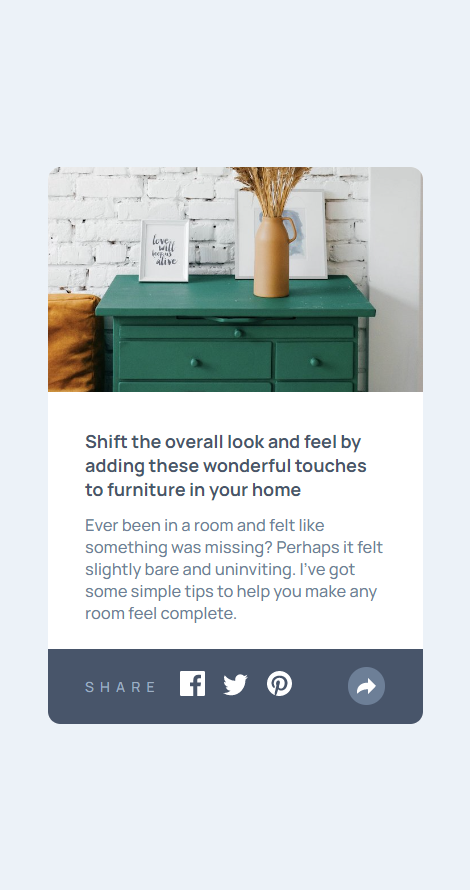 love
will
keep us
alive
Shift the overall look and feel by
adding these wonderful touches
to furniture in your home
Ever been in a room and felt like
something was missing? Perhaps it felt
slightly bare and uninviting. I've got
some simple tips to help you make any
room feel complete.
SHARE